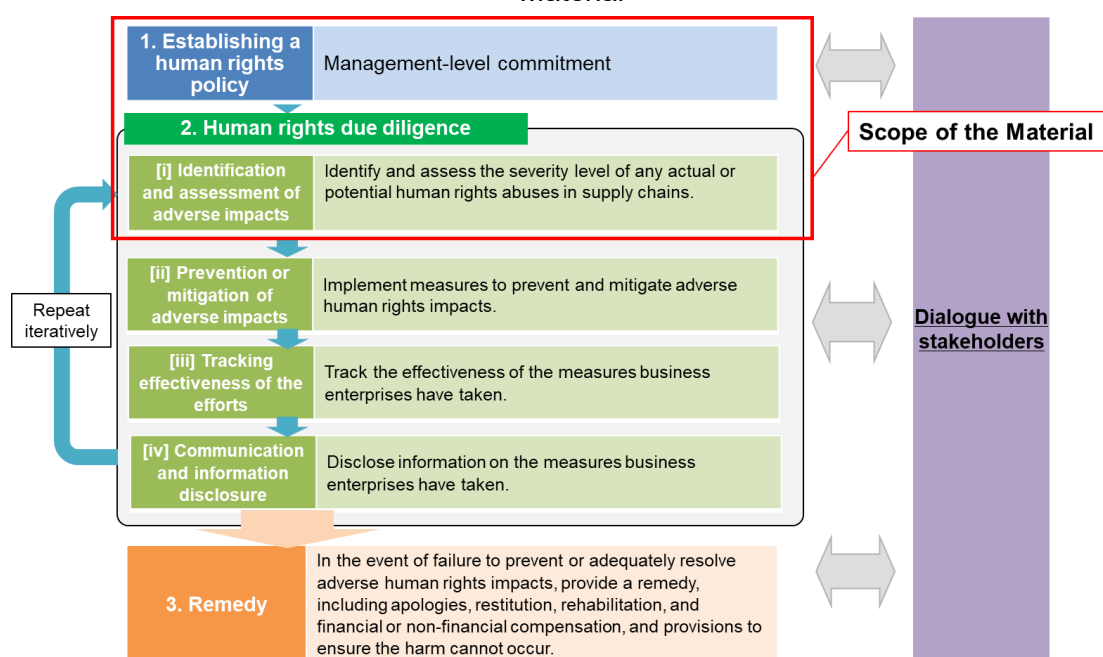 Material
1. Establishing a
human rights
policy
Management-level commitment
2. Human rights due diligence
Scope of the Material
[i] Identification
and assessment of
adverse impacts
Identify and assess the severity level of any actual or
potential human rights abuses in supply chains.
[ii] Prevention or
mitigation of
adverse impacts
Implement measures to prevent and mitigate adverse
human rights impacts.
Repeat
iteratively
Dialogue with
stakeholders
[iii] Tracking
effectiveness of the
efforts
Track the effectiveness of the measures business
enterprises have taken.
[iv] Communication
and information
disclosure
Disclose information on the measures business
enterprises have taken.
3. Remedy
In the event of failure to prevent or adequately resolve
adverse human rights impacts, provide a remedy,
including apologies, restitution, rehabilitation, and
financial or non-financial compensation, and provisions to
ensure the harm cannot occur.